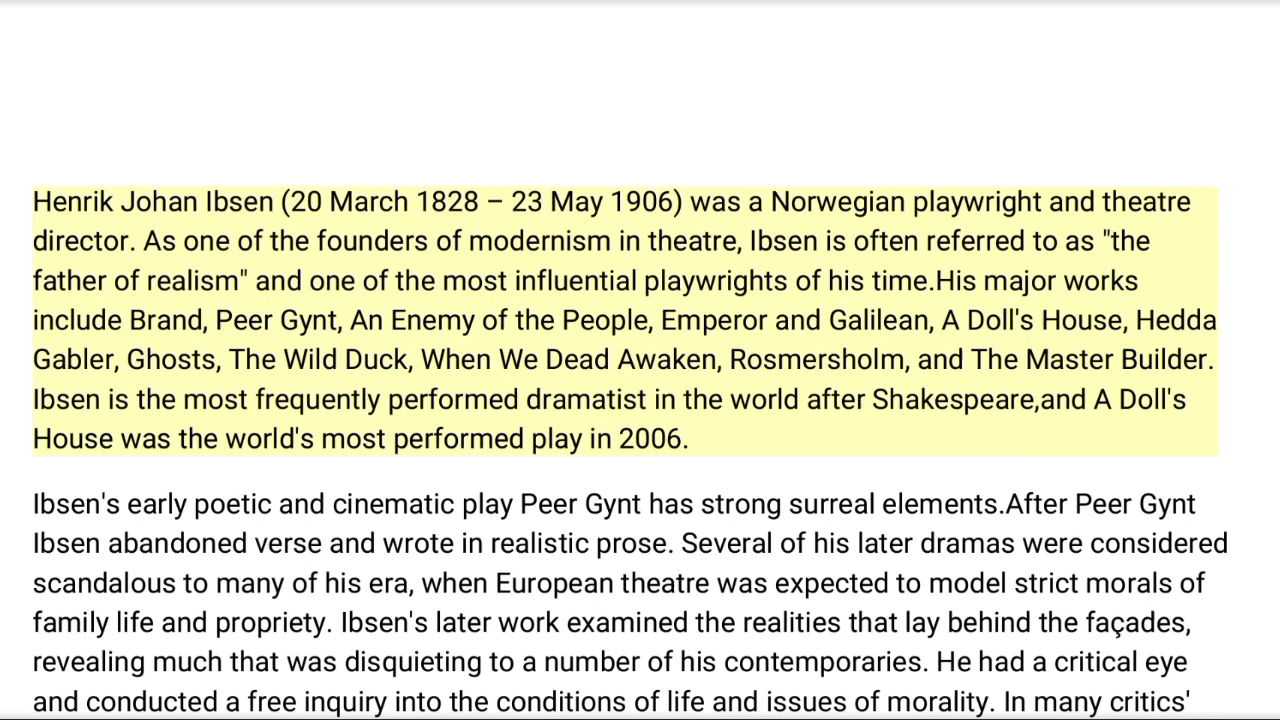 Henrik Johan Ibsen (20 March 1828 – 23 May 1906) was a Norwegian playwright and theatre
director. As one of the founders of modernism in theatre, Ibsen is often referred to as "the
father of realism" and one of the most influential playwrights of his time.His major works
include Brand, Peer Gynt, An Enemy of the People, Emperor and Galilean, A Doll's House, Hedda
Gabler, Ghosts, The Wild Duck, When We Dead Awaken, Rosmersholm, and The Master Builder.
Ibsen is the most frequently performed dramatist in the world after Shakespeare,and A Doll's
House was the world's most performed play in 2006.
Ibsen's early poetic and cinematic play Peer Gynt has strong surreal elements.After Peer Gynt
Ibsen abandoned verse and wrote in realistic prose. Several of his later dramas were considered
scandalous to many of his era, when European theatre was expected to model strict morals of
family life and propriety. Ibsen's later work examined the realities that lay behind the façades,
revealing much that was disquieting to a number of his contemporaries. He had a critical eye
and conducted a free inquiry into the conditions of life and issues of morality. In many critics'